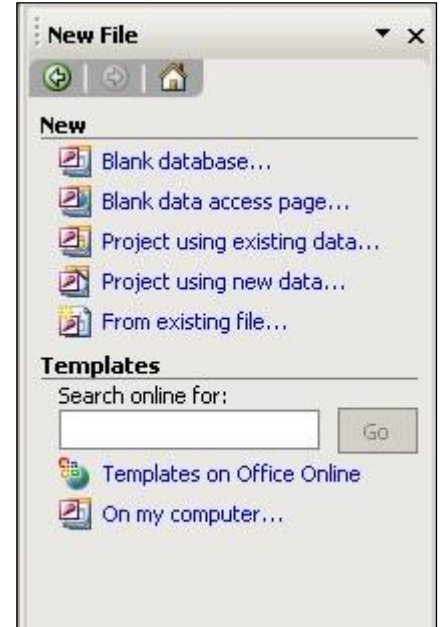 New File
New
Blank database...
Blank data access page...
Project using existing data...
Project using new data...
From existing file...
Templates
Search online for:
Go
Templates on Office Online
On my computer...